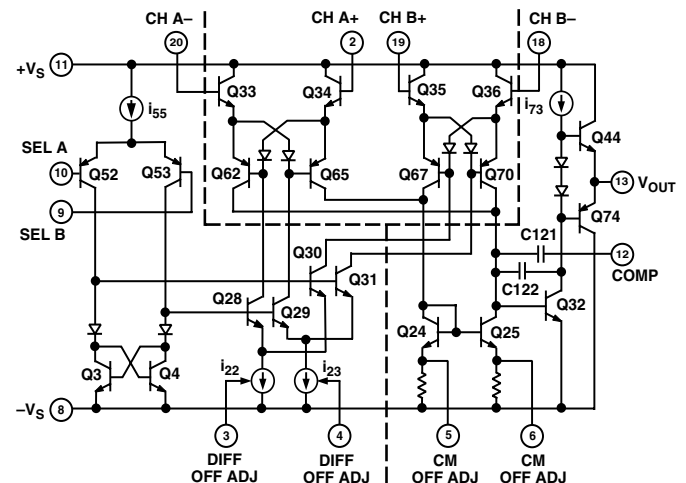 CH A– CH A+ CH B+ CH B–
20 2 19 18
+VS 11
Q33 Q34 Q35 Q36
i55 i73
Q44
SEL A
10 Q52 Q53 Q62 Q65 Q67 Q70
13 VOUT
9
SEL B
Q74
C121
12
COMP
Q30
Q31
C122
Q28 Q29 Q32
Q24 Q25
Q3 Q4
i22 i23
–VS 8
3 4 5 6
DIFF DIFF CM CM
OFF ADJ OFF ADJ OFF ADJ OFF ADJ